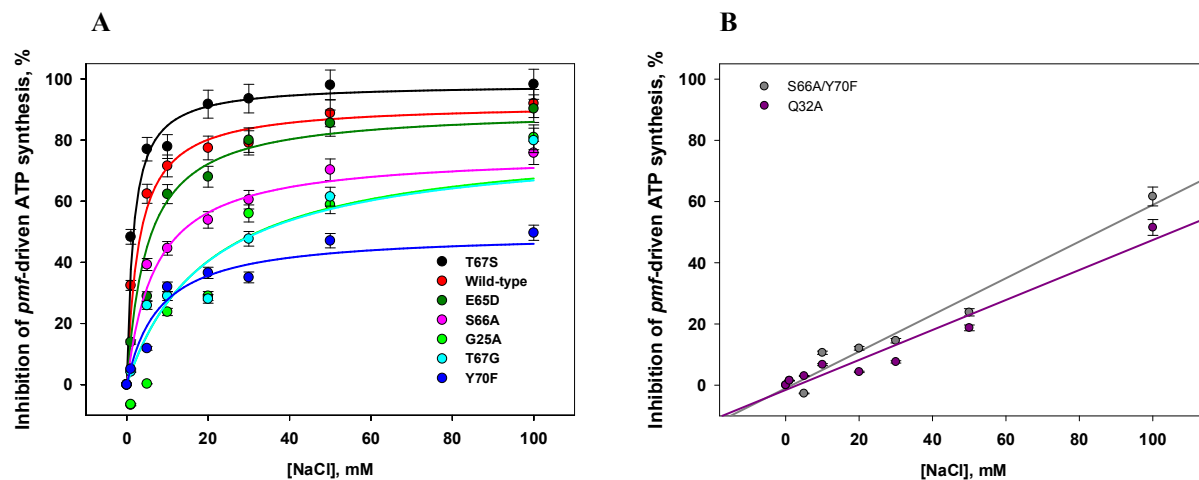 A
Inhibition of pmf-driven ATP synthesis, %
100
80
60
40
20
0
T67S
Wild-type
E65D
S66A
G25A
T67G
Y70F
0 20 40 60 80 100
[NaCl], mM
B
Inhibition of pmf-driven ATP synthesis, %
100
80
60
40
20
0
S66A/Y70F
Q32A
0 20 40 60 80 100
[NaCl], mM